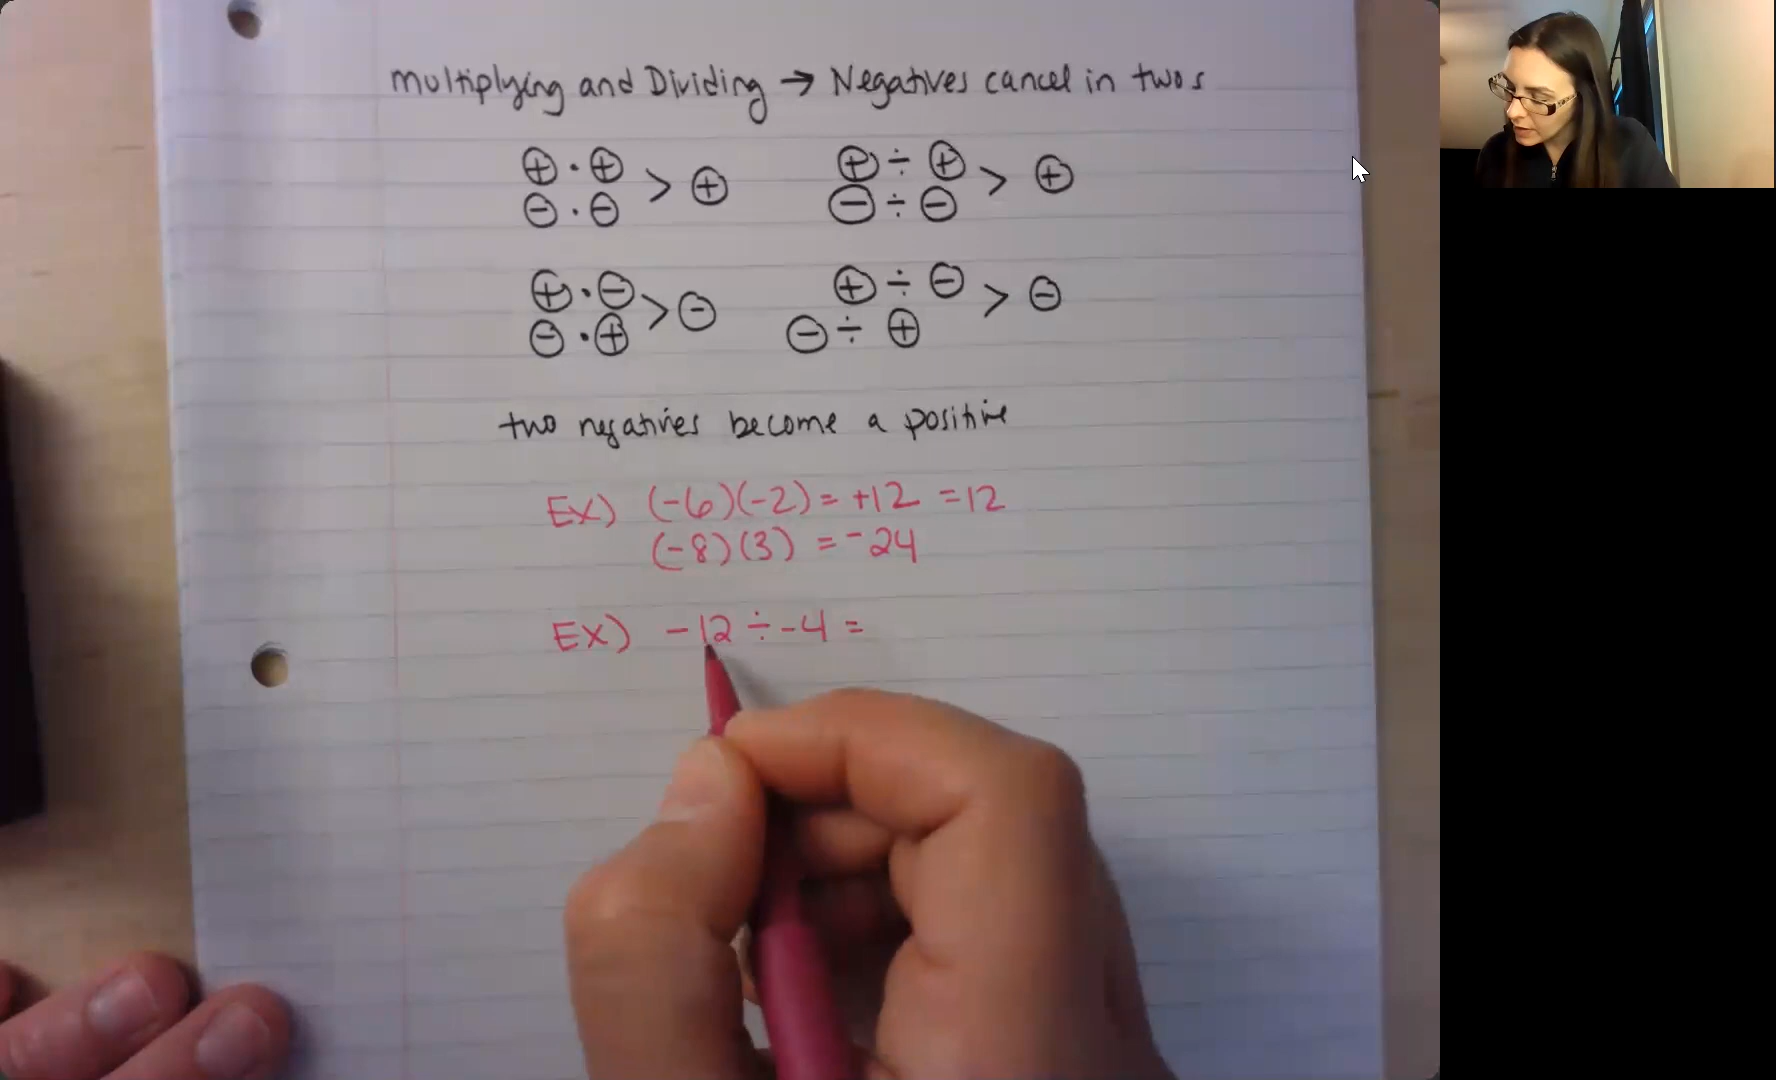 multiplying and Dividing → Negatives cancel in twos
⊕ · ⊕ > ⊕ ⊕ ÷ ⊕ > ⊕
⊖ · ⊖ ⊖ ÷ ⊖
⊕ · ⊖ > ⊖ ⊕ ÷ ⊖ > ⊖
⊖ · ⊕ ⊖ ÷ ⊕
two negatives become a positive
EX) (-6)(-2) = +12 = 12
(-8)(3) = -24
EX) -12 ÷ -4 =